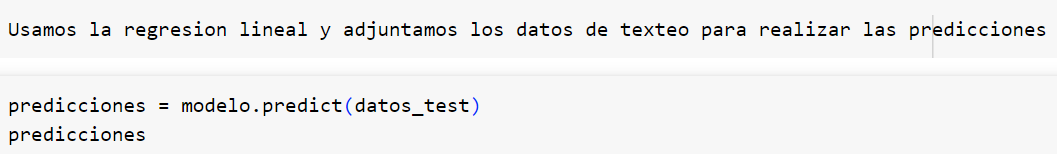 Usamos la regresion lineal y adjuntamos los datos de texteo para realizar las predicciones
predicciones = modelo.predict(datos_test)
predicciones